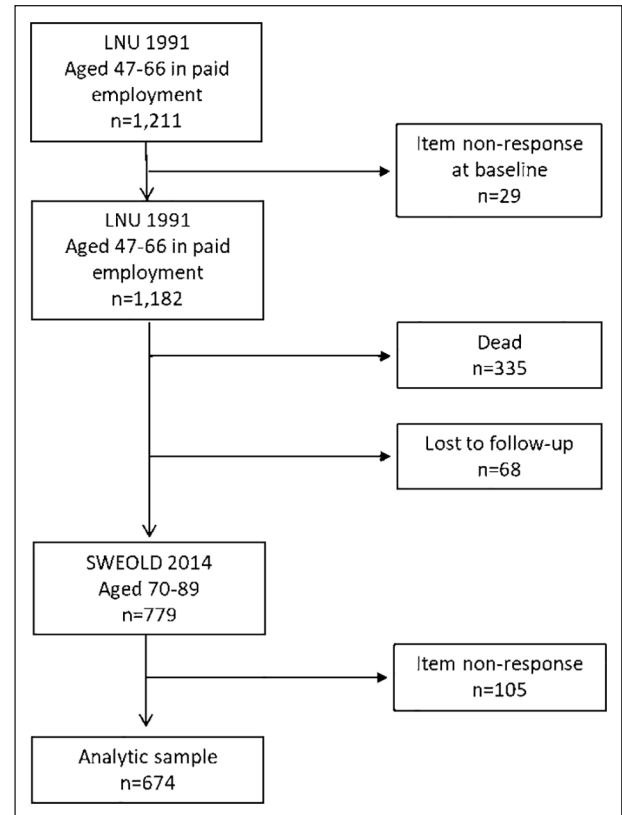 LNU 1991
Aged 47-66 in paid
employment
n=1,211
Item non-response
at baseline
n=29
LNU 1991
Aged 47-66 in paid
employment
n=1,182
Dead
n=335
Lost to follow-up
n=68
SWEOLD 2014
Aged 70-89
n=779
Item non-response
n=105
Analytic sample
n=674